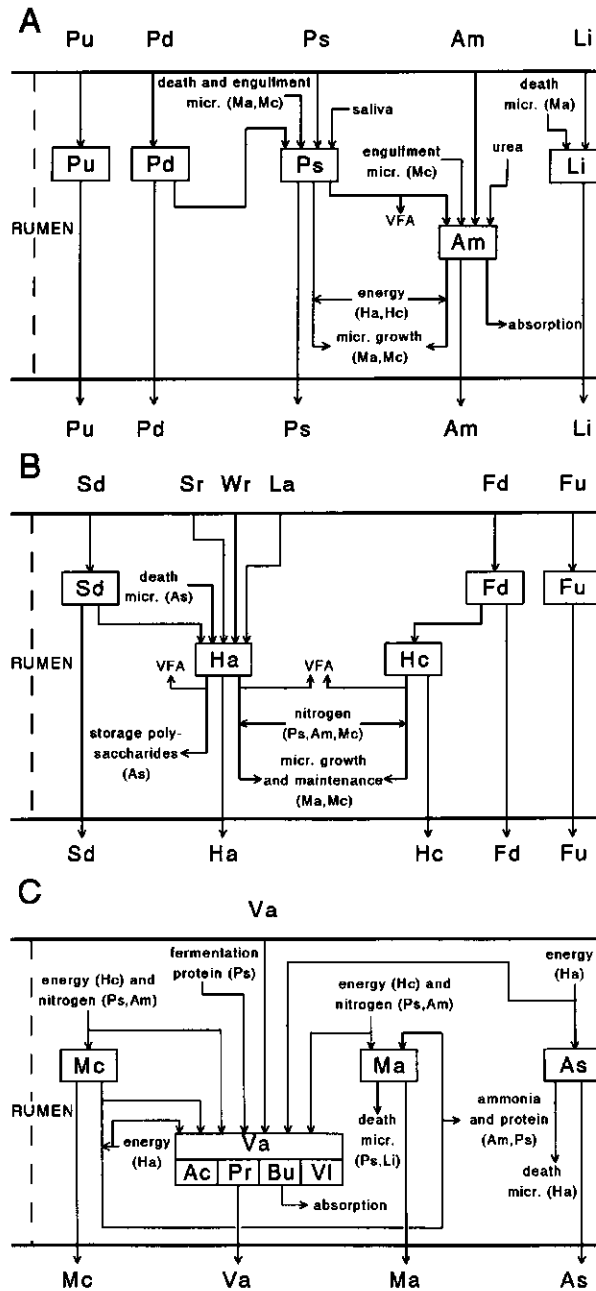 A
Pu Pd Ps Am Li
death and engulfment
micr. (Ma,Mc)
saliva
death
micr. (Ma)
engulfment
micr. (Mc)
urea
Pu Pd Ps Li
RUMEN
VFA
Am
energy
(Ha,Hc)
absorption
micr. growth
(Ma,Mc)
Pu Pd Ps Am Li
B
Sd Sr Wr La Fd Fu
death
micr. (As)
Sd Fd Fu
RUMEN
Ha Hc
VFA VFA
nitrogen
(Ps,Am,Mc)
storage poly-
saccharides
(As)
micr. growth
and maintenance
(Ma,Mc)
Sd Ha Hc Fd Fu
C
Va
fermentation
protein (Ps)
energy
(Ha)
energy (Hc) and
nitrogen (Ps,Am)
energy (Hc) and
nitrogen (Ps,Am)
Mc Ma As
RUMEN
energy
(Ha)
Va
Ac Pr Bu Vl
absorption
death
micr.
(Ps,Li)
ammonia
and protein
(Am,Ps)
death
micr. (Ha)
Mc Va Ma As